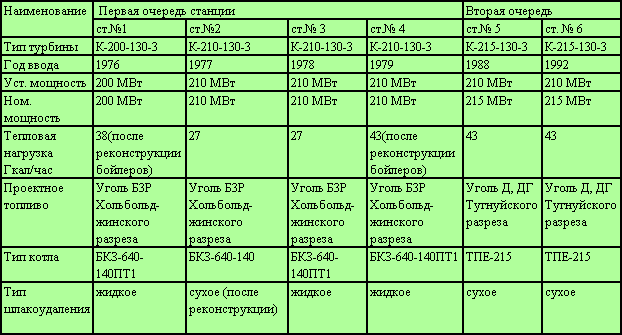 Наименование Первая очередь станции Вторая очередь
ст.№1 ст.№2 ст.№ 3 ст.№ 4 ст.№ 5 ст. № 6
Тип турбины К-200-130-3 К-210-130-3 К-210-130-3 К-210-130-3 К-215-130-3 К-215-130-3
Год ввода 1976 1977 1978 1979 1988 1992
Уст. мощность 200 МВт 210 МВт 210 МВт 210 МВт 210 МВт 210 МВт
Ном. 200 МВт 210 МВт 210 МВт 210 МВт 215 МВт 215 МВт
мощность
Тепловая 38(после 27 27 43(после 43 43
нагрузка реконструкции реконструкции
Гкал/час бойлеров) бойлеров)
Проектное Уголь БЗР Уголь БЗР Уголь БЗР Уголь БЗР Уголь Д, ДГ Уголь Д, ДГ
топливо Хольбольд- Хольбольд- Хольбольд- Хольбольд- Тугнуйского Тугнуйского
жинского жинского жинского жинского разреза разреза
разреза разреза разреза разреза
Тип котла БКЗ-640- БКЗ-640-140 БКЗ-640- БКЗ-640-140ПТ1 ТПЕ-215 ТПЕ-215
140ПТ1 140ПТ1
Тип жидкое сухое (после жидкое жидкое сухое сухое
шлакоудаления реконструкции)